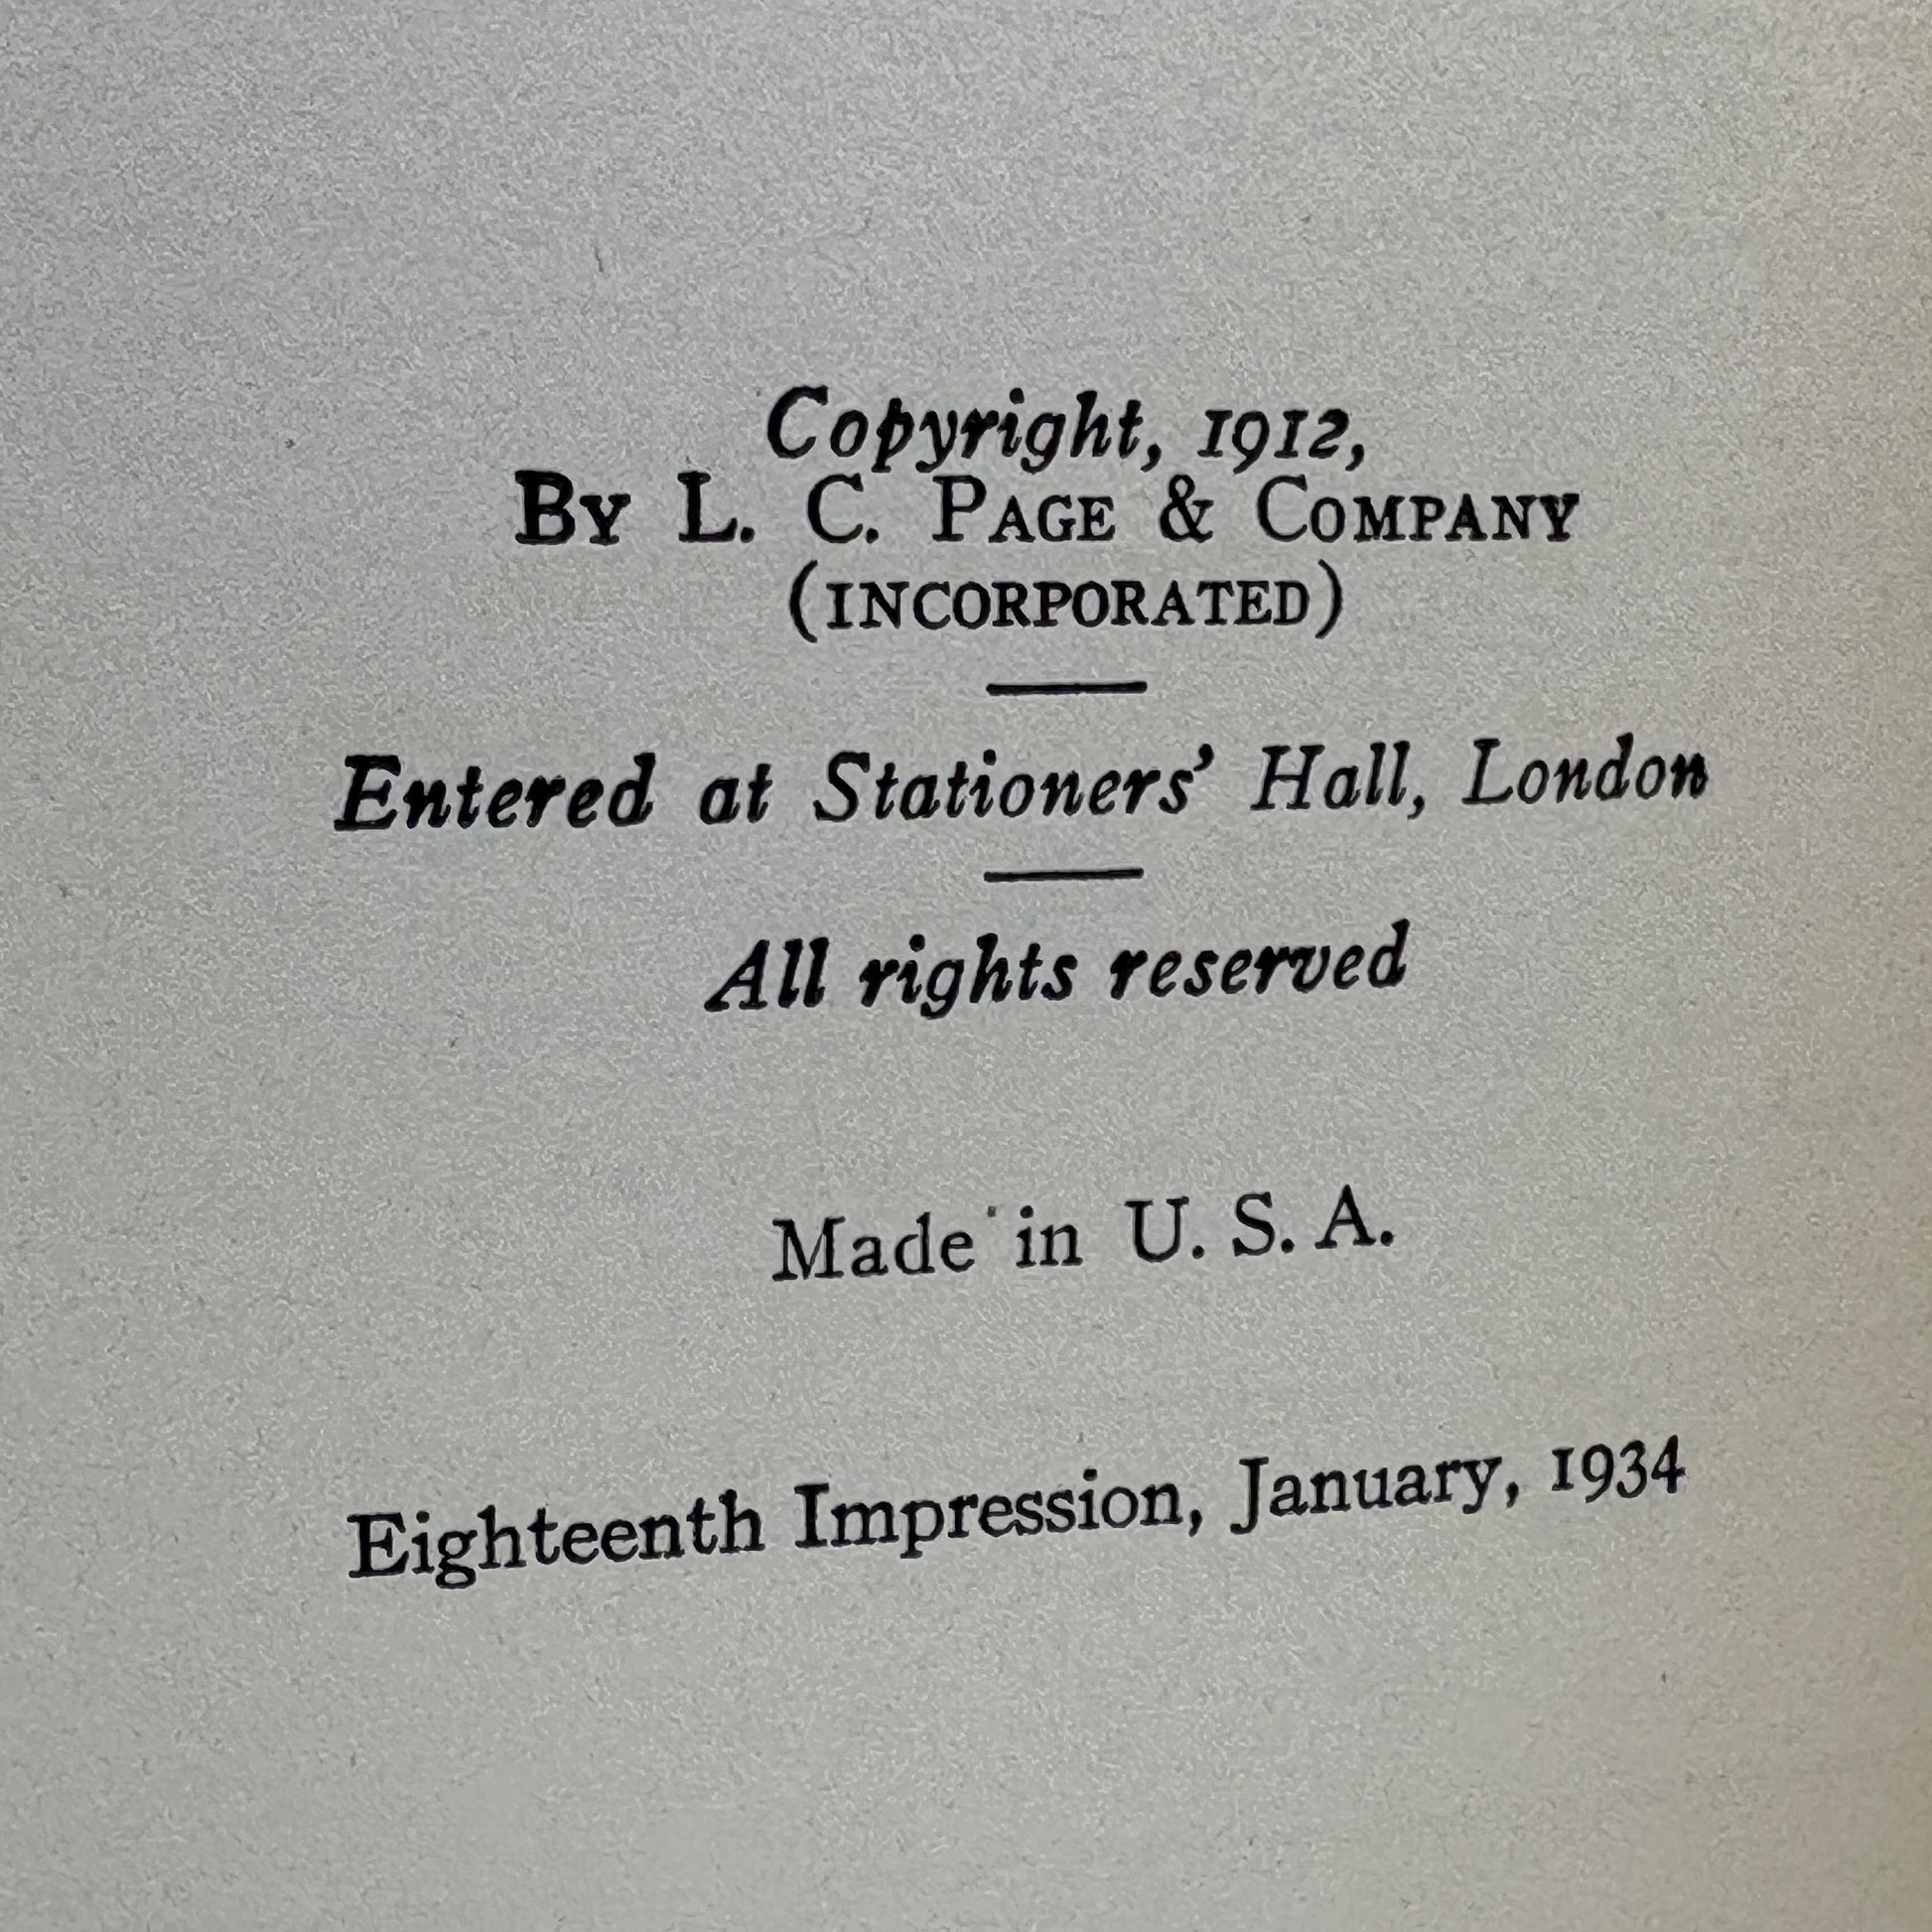 Copyright, 1912,
By L. C. Page & Company
(INCORPORATED)
Entered at Stationers' Hall, London
All rights reserved
Made in U. S. A.
Eighteenth Impression, January, 1934